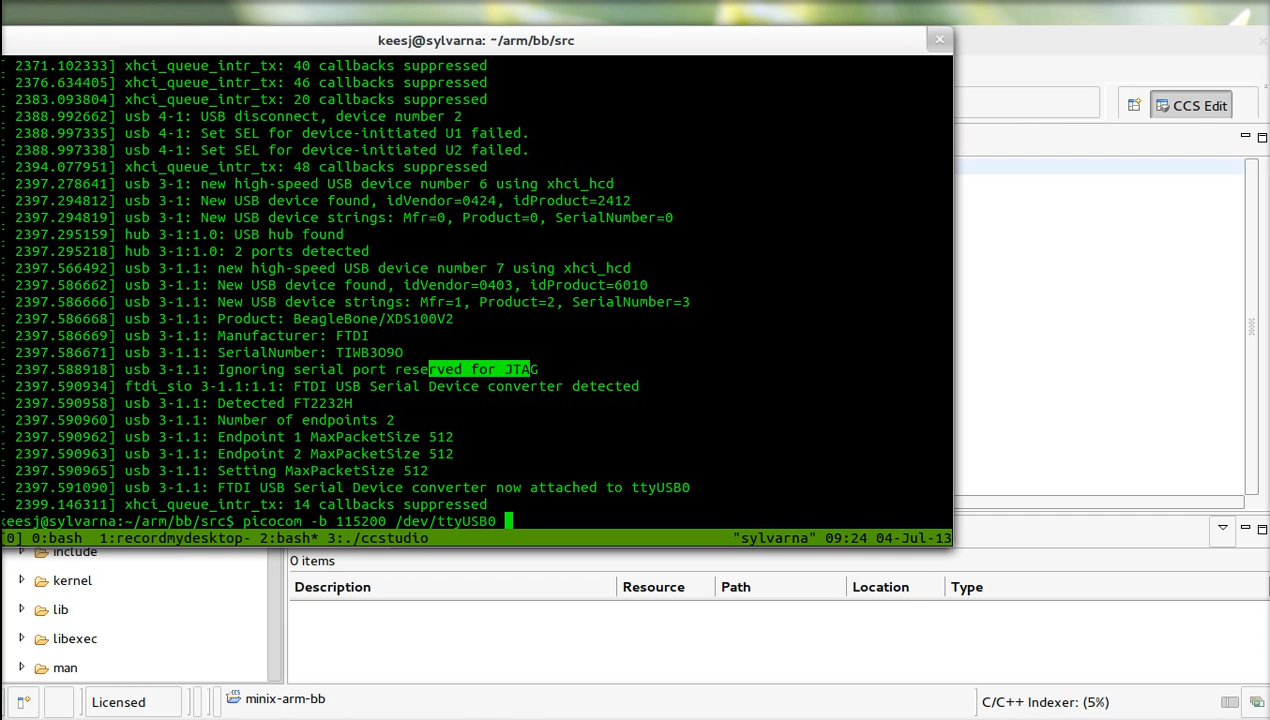 keesj@sylvarna: ~/arm/bb/src
2371.102333] xhci_queue_intr_tx: 40 callbacks suppressed
2376.634405] xhci_queue_intr_tx: 46 callbacks suppressed
2383.093804] xhci_queue_intr_tx: 20 callbacks suppressed
2388.992662] usb 4-1: USB disconnect, device number 2
2388.997335] usb 4-1: Set SEL for device-initiated U1 failed.
2388.997338] usb 4-1: Set SEL for device-initiated U2 failed.
2394.077951] xhci_queue_intr_tx: 48 callbacks suppressed
2397.278641] usb 3-1: new high-speed USB device number 6 using xhci_hcd
2397.294812] usb 3-1: New USB device found, idVendor=0424, idProduct=2412
2397.294819] usb 3-1: New USB device strings: Mfr=0, Product=0, SerialNumber=0
2397.295159] hub 3-1:1.0: USB hub found
2397.295218] hub 3-1:1.0: 2 ports detected
2397.566492] usb 3-1.1: new high-speed USB device number 7 using xhci_hcd
2397.586662] usb 3-1.1: New USB device found, idVendor=0403, idProduct=6010
2397.586666] usb 3-1.1: New USB device strings: Mfr=1, Product=2, SerialNumber=3
2397.586668] usb 3-1.1: Product: BeagleBone/XDS100V2
2397.586669] usb 3-1.1: Manufacturer: FTDI
2397.586671] usb 3-1.1: SerialNumber: TIWB3O9O
2397.588918] usb 3-1.1: Ignoring serial port reserved for JTAG
2397.590934] ftdi_sio 3-1.1:1.1: FTDI USB Serial Device converter detected
2397.590958] usb 3-1.1: Detected FT2232H
2397.590960] usb 3-1.1: Number of endpoints 2
2397.590962] usb 3-1.1: Endpoint 1 MaxPacketSize 512
2397.590963] usb 3-1.1: Endpoint 2 MaxPacketSize 512
2397.590965] usb 3-1.1: Setting MaxPacketSize 512
2397.591090] usb 3-1.1: FTDI USB Serial Device converter now attached to ttyUSB0
2399.146311] xhci_queue_intr_tx: 14 callbacks suppressed
keesj@sylvarna:~/arm/bb/src$ picocom -b 115200 /dev/ttyUSB0
[0] 0:bash  1:recordmydesktop- 2:bash* 3:./ccstudio "sylvarna" 09:24 04-Jul-13
CCS Edit
include
kernel
lib
libexec
man
0 items
Description Resource Path Location Type
Licensed
minix-arm-bb
C/C++ Indexer: (5%)